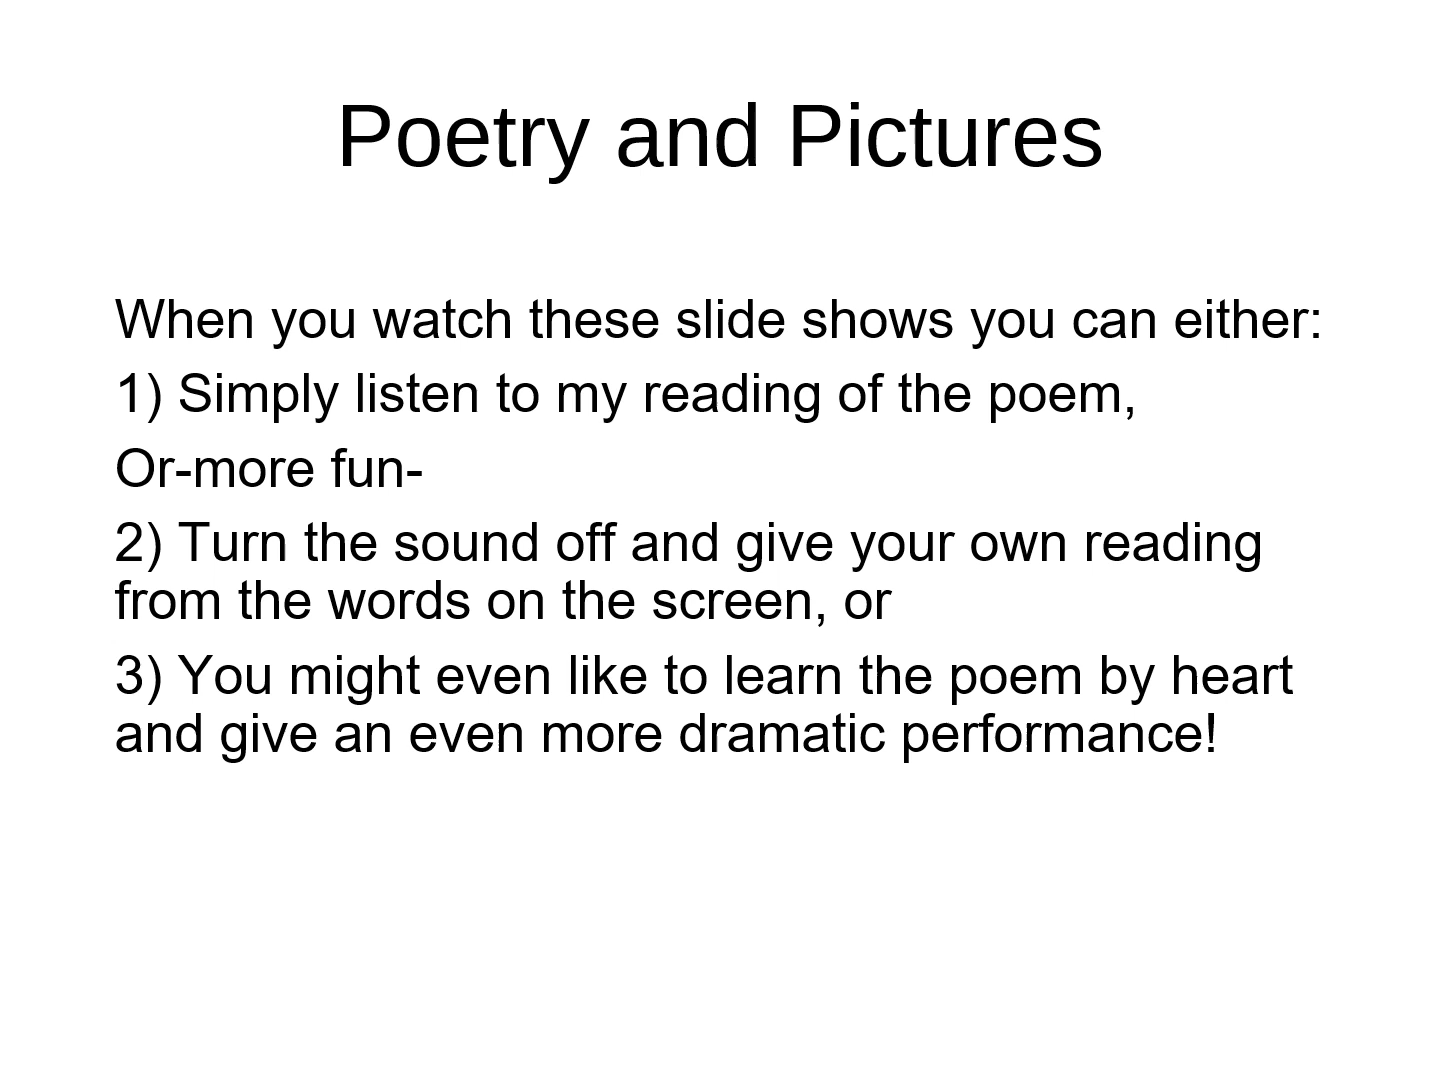 Poetry and Pictures
When you watch these slide shows you can either:
1) Simply listen to my reading of the poem,
Or-more fun-
2) Turn the sound off and give your own reading
from the words on the screen, or
3) You might even like to learn the poem by heart
and give an even more dramatic performance!